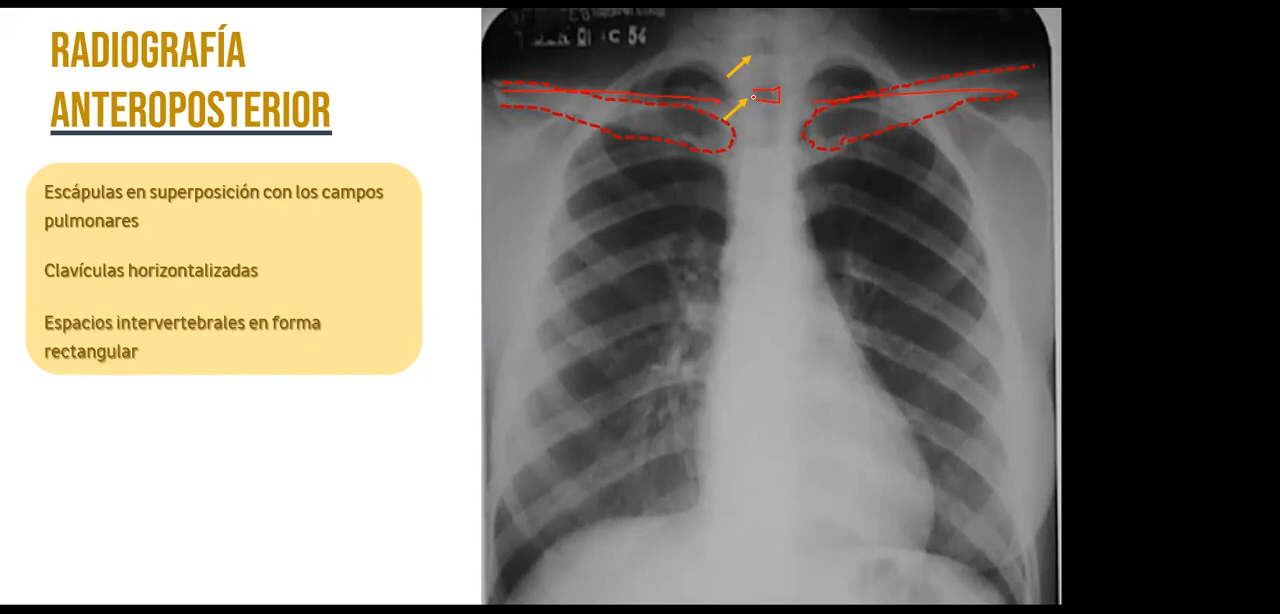 RADIOGRAFÍA
ANTEROPOSTERIOR
Escápulas en superposición con los campos
pulmonares
Clavículas horizontalizadas
Espacios intervertebrales en forma
rectangular